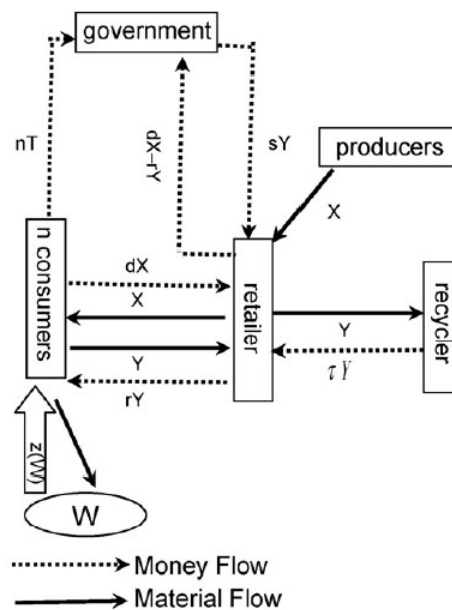 government
nT
dX–rY
sY
producers
X
n consumers
dX
X
Y
rY
retailer
Y
τY
recycler
z(W)
W
Money Flow
Material Flow